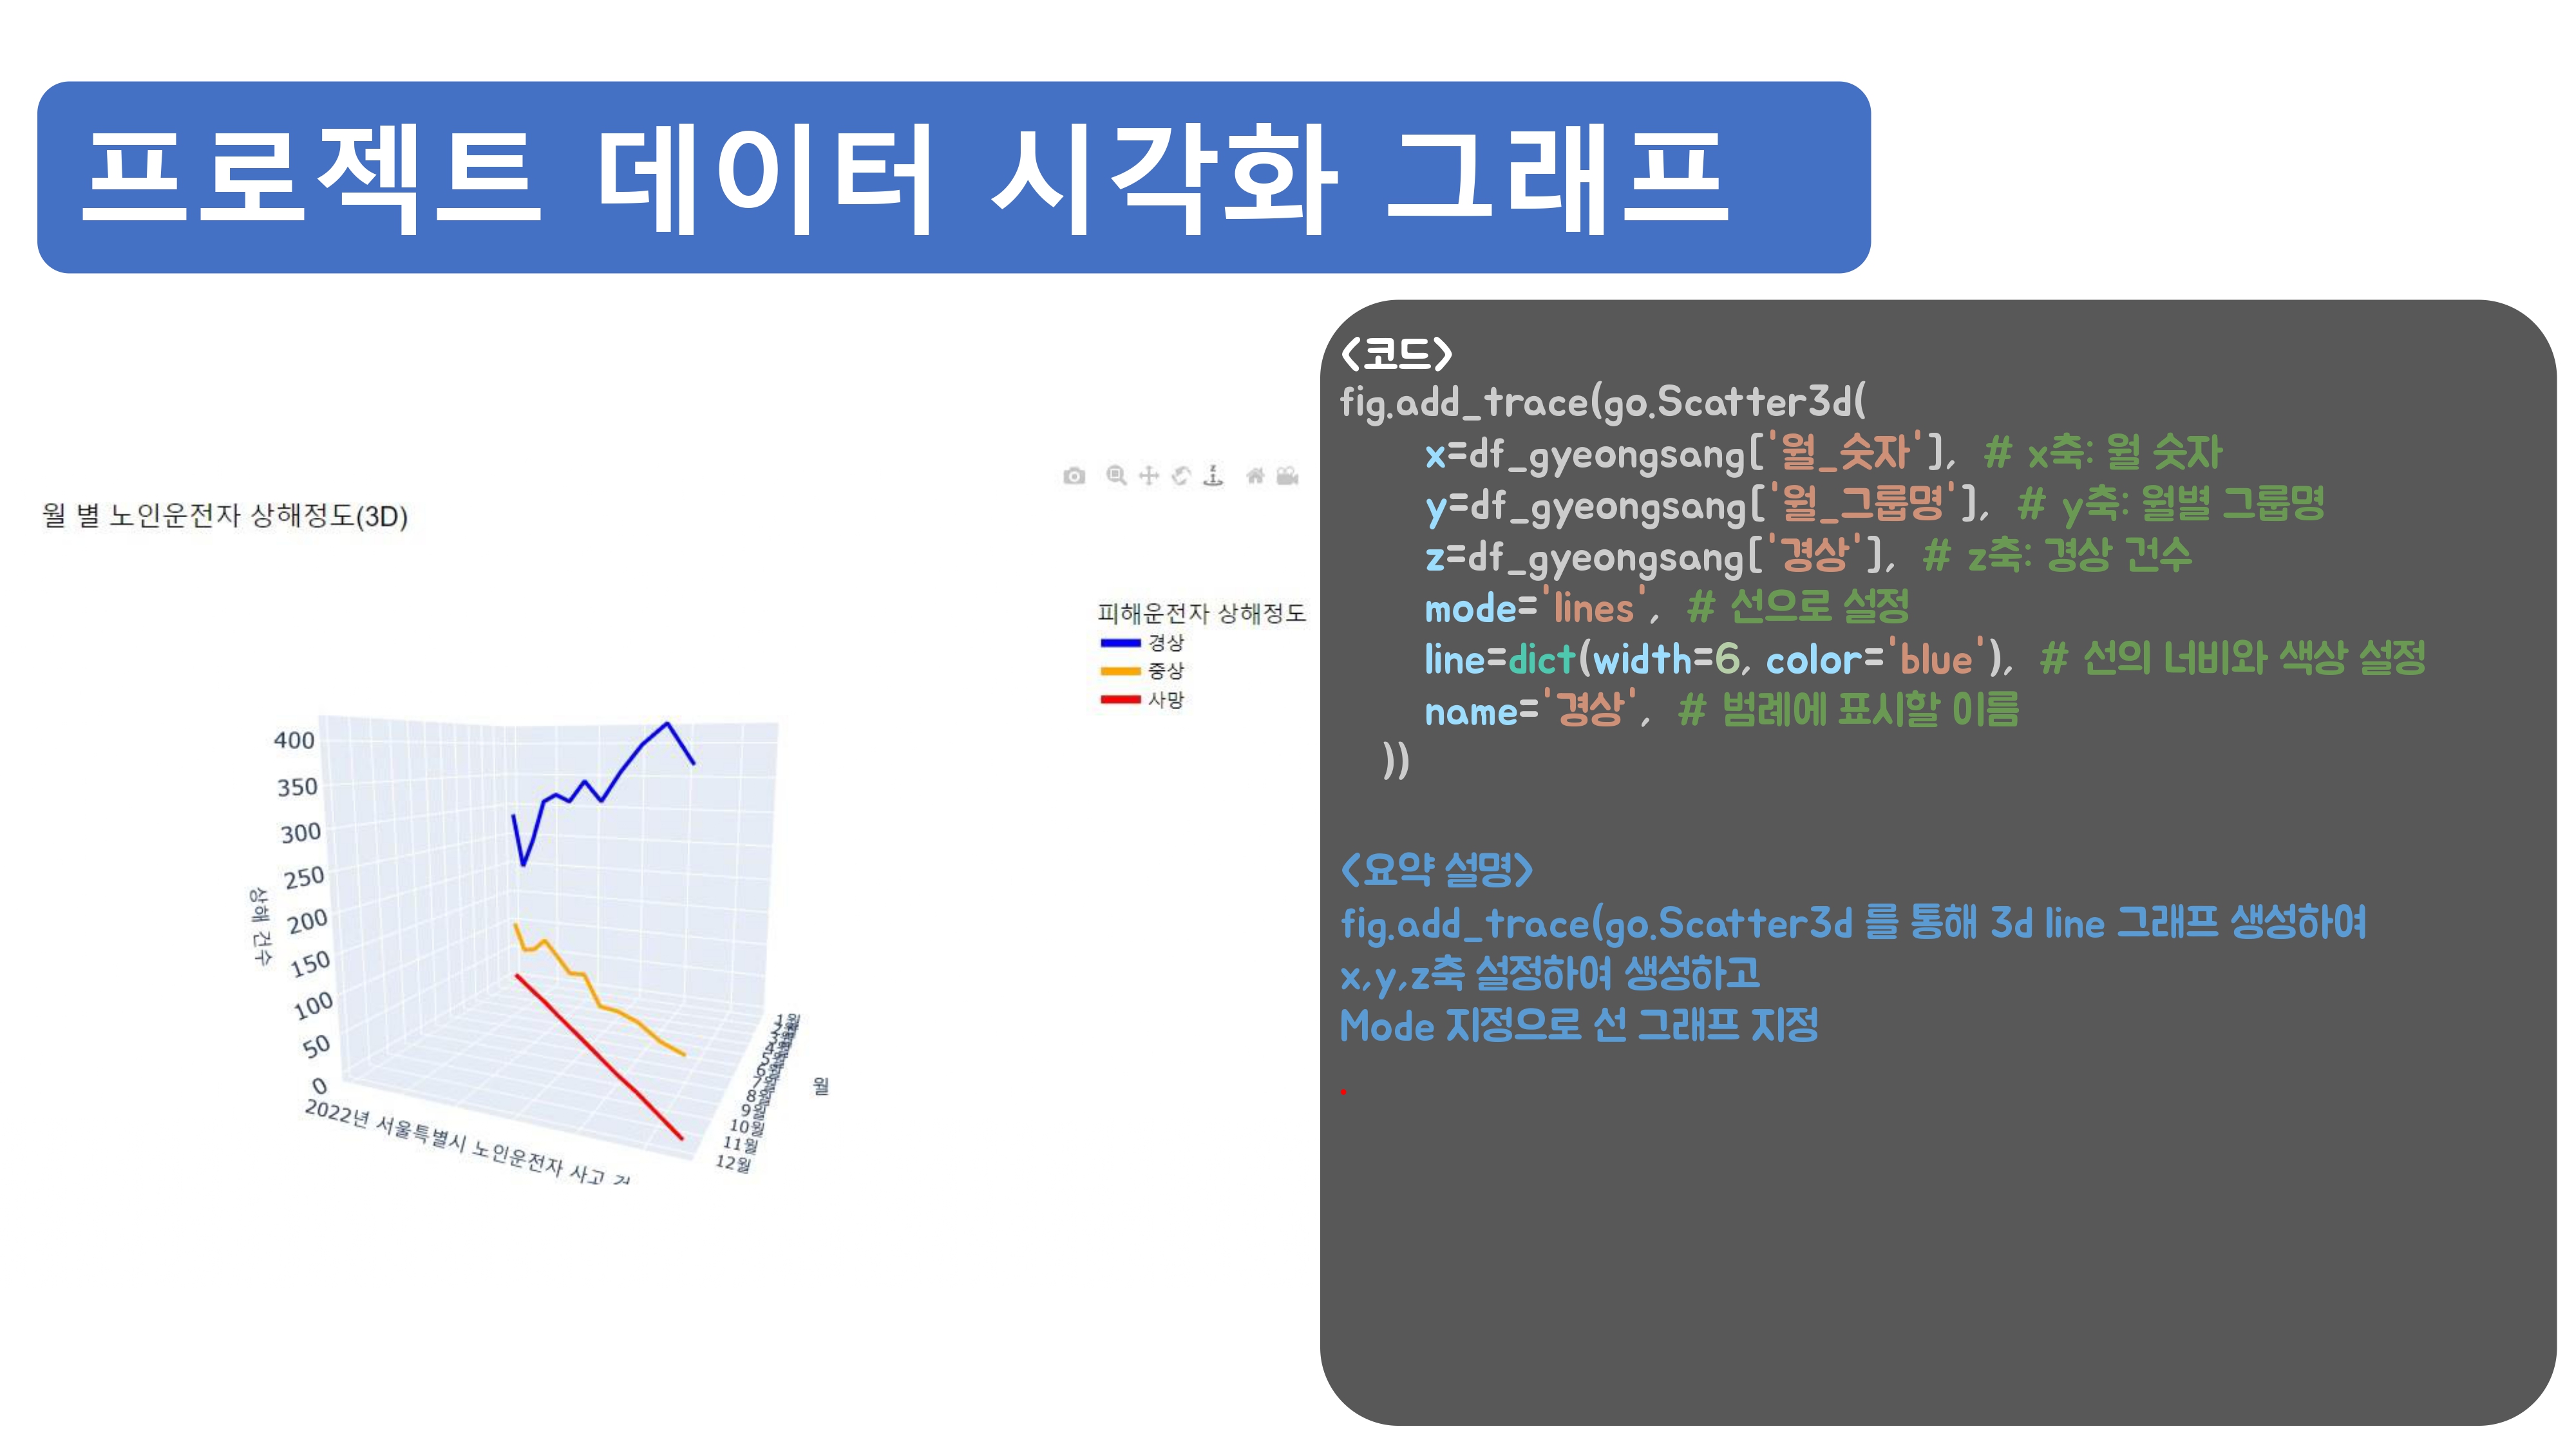 프로젝트 데이터 시각화 그래프
월 별 노인운전자 상해정도(3D)
피해운전자 상해정도
경상
중상
사망
400
350
300
250
200
150
100
50
0
상해 건수
2022년 서울특별시 노인운전자 사고 건
1월
2월
3월
4월
5월
6월
7월
8월
9월
10월
11월
12월
월
<코드>
fig.add_trace(go.Scatter3d(
x=df_gyeongsang['월_숫자'], # x축: 월 숫자
y=df_gyeongsang['월_그룹명'], # y축: 월별 그룹명
z=df_gyeongsang['경상'], # z축: 경상 건수
mode='lines', # 선으로 설정
line=dict(width=6, color='blue'), # 선의 너비와 색상 설정
name='경상', # 범례에 표시할 이름
))
<요약 설명>
fig.add_trace(go.Scatter3d 를 통해 3d line 그래프 생성하여
x,y,z축 설정하여 생성하고
Mode 지정으로 선 그래프 지정
.